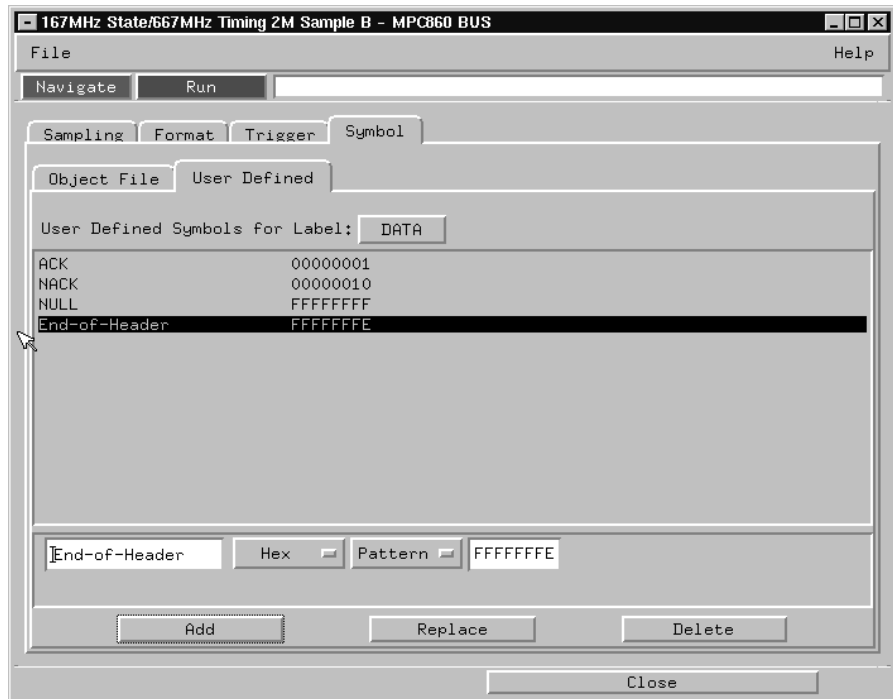 167MHz State/667MHz Timing 2M Sample B - MPC860 BUS
File Help
Navigate Run
Sampling Format Trigger Symbol
Object File User Defined
User Defined Symbols for Label: DATA
ACK 00000001
NACK 00000010
NULL FFFFFFFF
End-of-Header FFFFFFFE
End-of-Header Hex Pattern FFFFFFFE
Add Replace Delete
Close